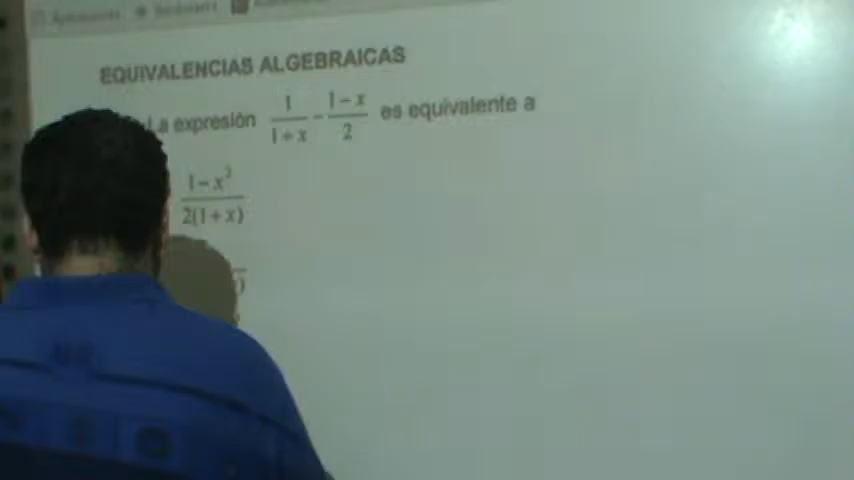 EQUIVALENCIAS ALGEBRAICAS
La expresión 1/(1+x) - (1-x)/2 es equivalente a
(1-x²)/(2(1+x))